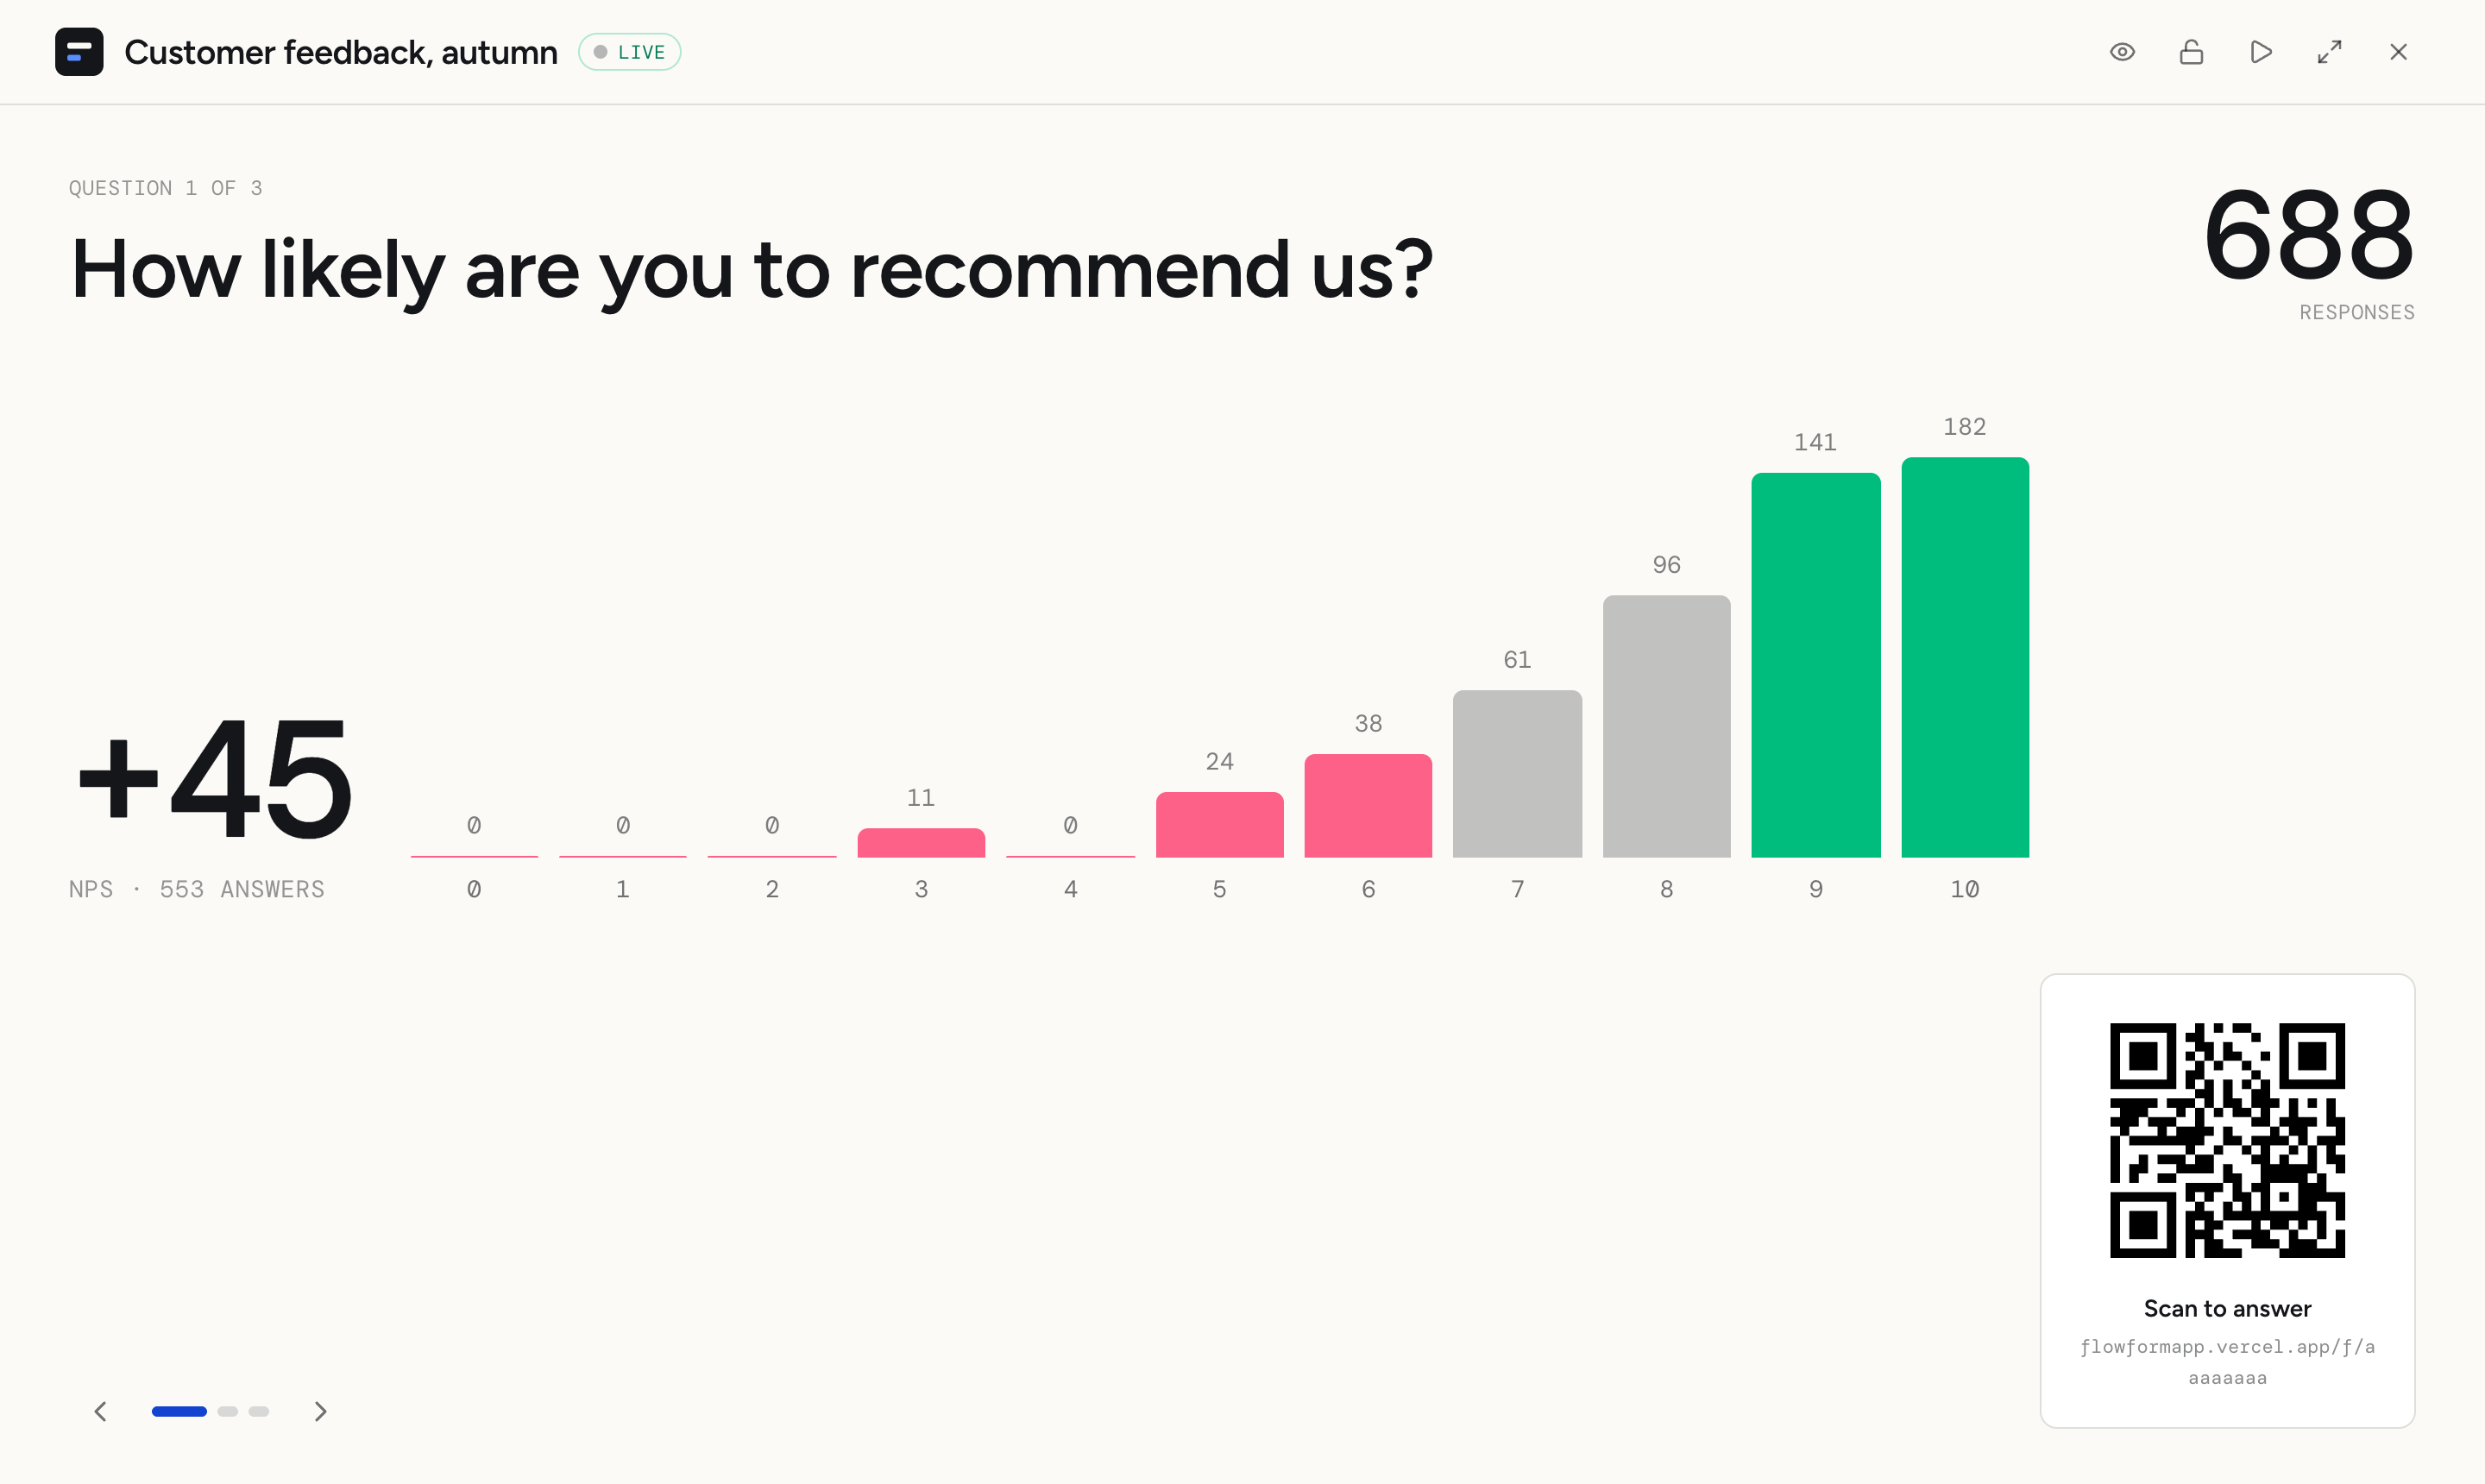 Customer feedback, autumn
LIVE
QUESTION 1 OF 3
How likely are you to recommend us?
688
RESPONSES
+45
NPS · 553 ANSWERS
0 0 0 11 0 24 38 61 96 141 182
0 1 2 3 4 5 6 7 8 9 10
Scan to answer
flowformapp.vercel.app/f/a
aaaaaaa